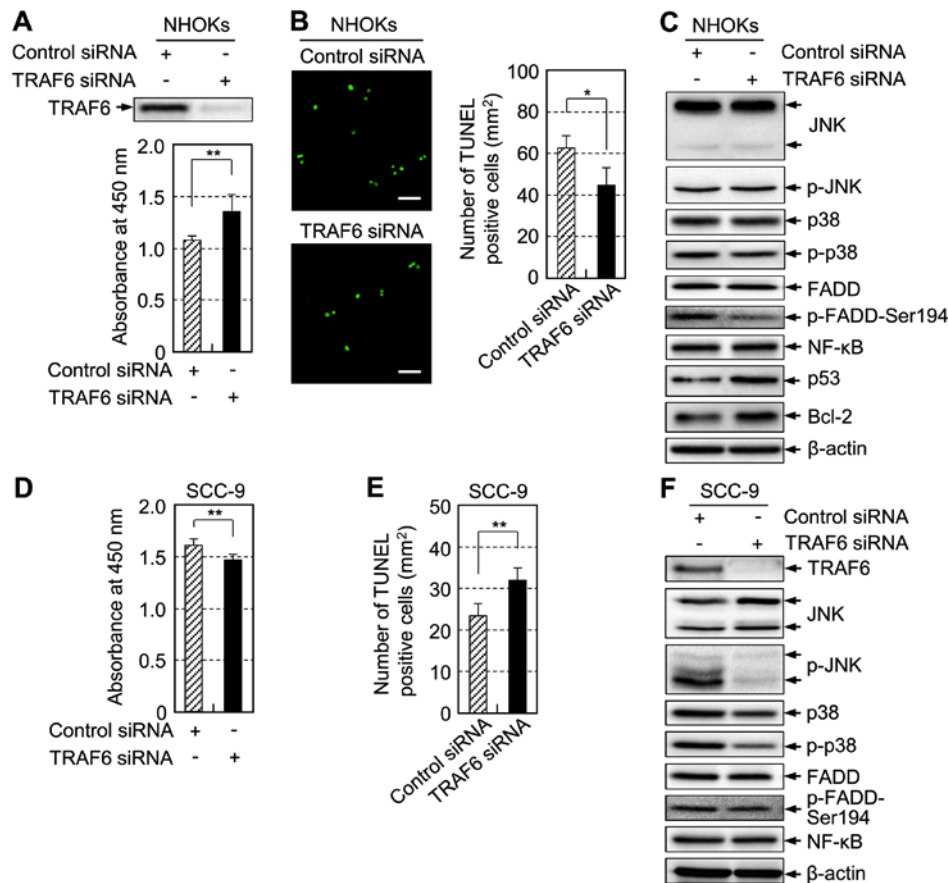 A
NHOKs
Control siRNA + -
TRAF6 siRNA - +
TRAF6
Absorbance at 450 nm
2.0
1.5
1.0
0.5
0
**
Control siRNA + -
TRAF6 siRNA - +
B
NHOKs
Control siRNA
TRAF6 siRNA
Number of TUNEL
positive cells (mm²)
100
80
60
40
20
0
*
Control siRNA
TRAF6 siRNA
C
NHOKs
+ - Control siRNA
- + TRAF6 siRNA
JNK
p-JNK
p38
p-p38
FADD
p-FADD-Ser194
NF-κB
p53
Bcl-2
β-actin
D
SCC-9
Absorbance at 450 nm
2.0
1.5
1.0
0.5
0
**
Control siRNA + -
TRAF6 siRNA - +
E
SCC-9
Number of TUNEL
positive cells (mm²)
50
40
30
20
10
0
**
Control siRNA
TRAF6 siRNA
F
SCC-9
+ - Control siRNA
- + TRAF6 siRNA
TRAF6
JNK
p-JNK
p38
p-p38
FADD
p-FADD-
Ser194
NF-κB
β-actin